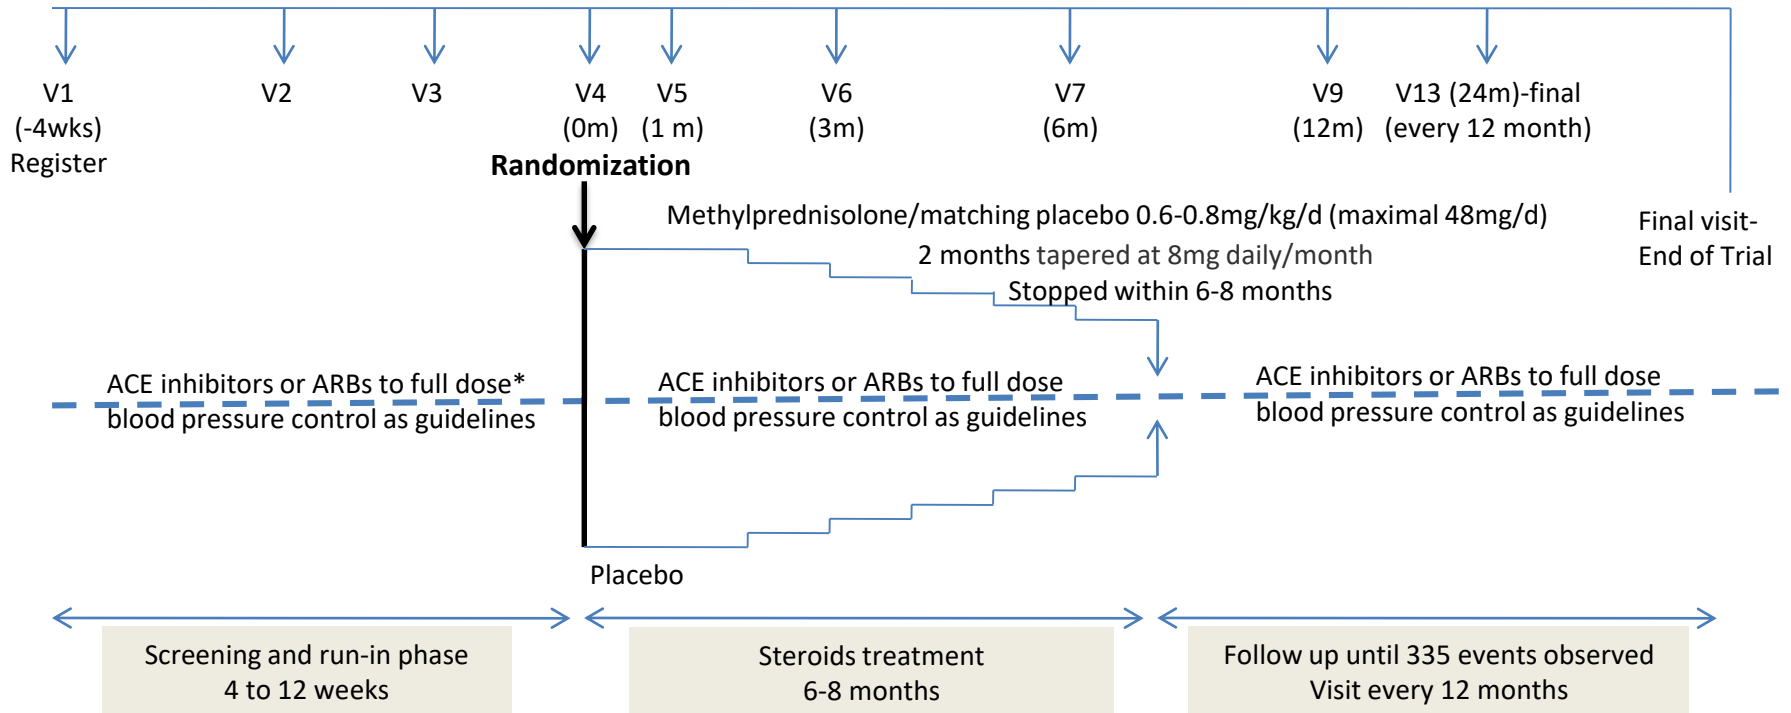 V1
(-4wks)
Register
V2
V3
V4
(0m)
Randomization
V5
(1 m)
V6
(3m)
V7
(6m)
V9
(12m)
V13 (24m)-final
(every 12 month)
Methylprednisolone/matching placebo 0.6-0.8mg/kg/d (maximal 48mg/d)
2 months tapered at 8mg daily/month
Stopped within 6-8 months
Final visit-
End of Trial
ACE inhibitors or ARBs to full dose*
blood pressure control as guidelines
ACE inhibitors or ARBs to full dose
blood pressure control as guidelines
ACE inhibitors or ARBs to full dose
blood pressure control as guidelines
Placebo
Screening and run-in phase
4 to 12 weeks
Steroids treatment
6-8 months
Follow up until 335 events observed
Visit every 12 months